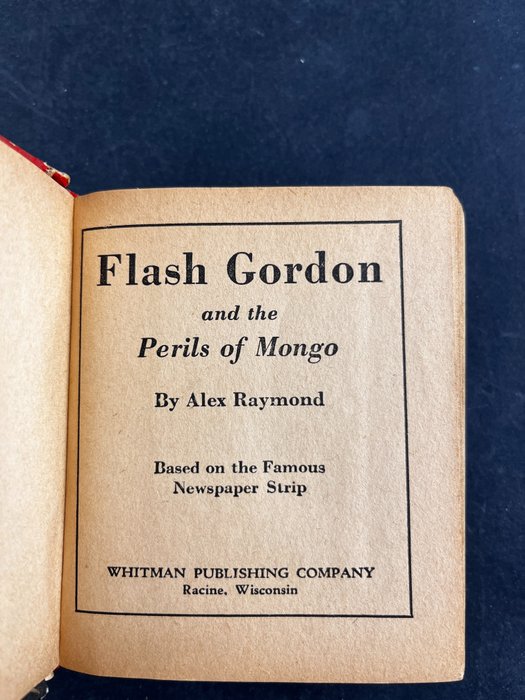 Flash Gordon
and the
Perils of Mongo
By Alex Raymond
Based on the Famous
Newspaper Strip
WHITMAN PUBLISHING COMPANY
Racine, Wisconsin